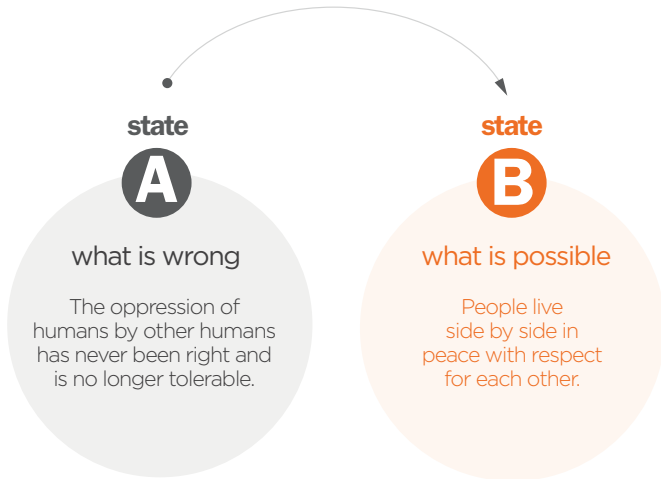 state
A
what is wrong
The oppression of
humans by other humans
has never been right and
is no longer tolerable.
state
B
what is possible
People live
side by side in
peace with respect
for each other.